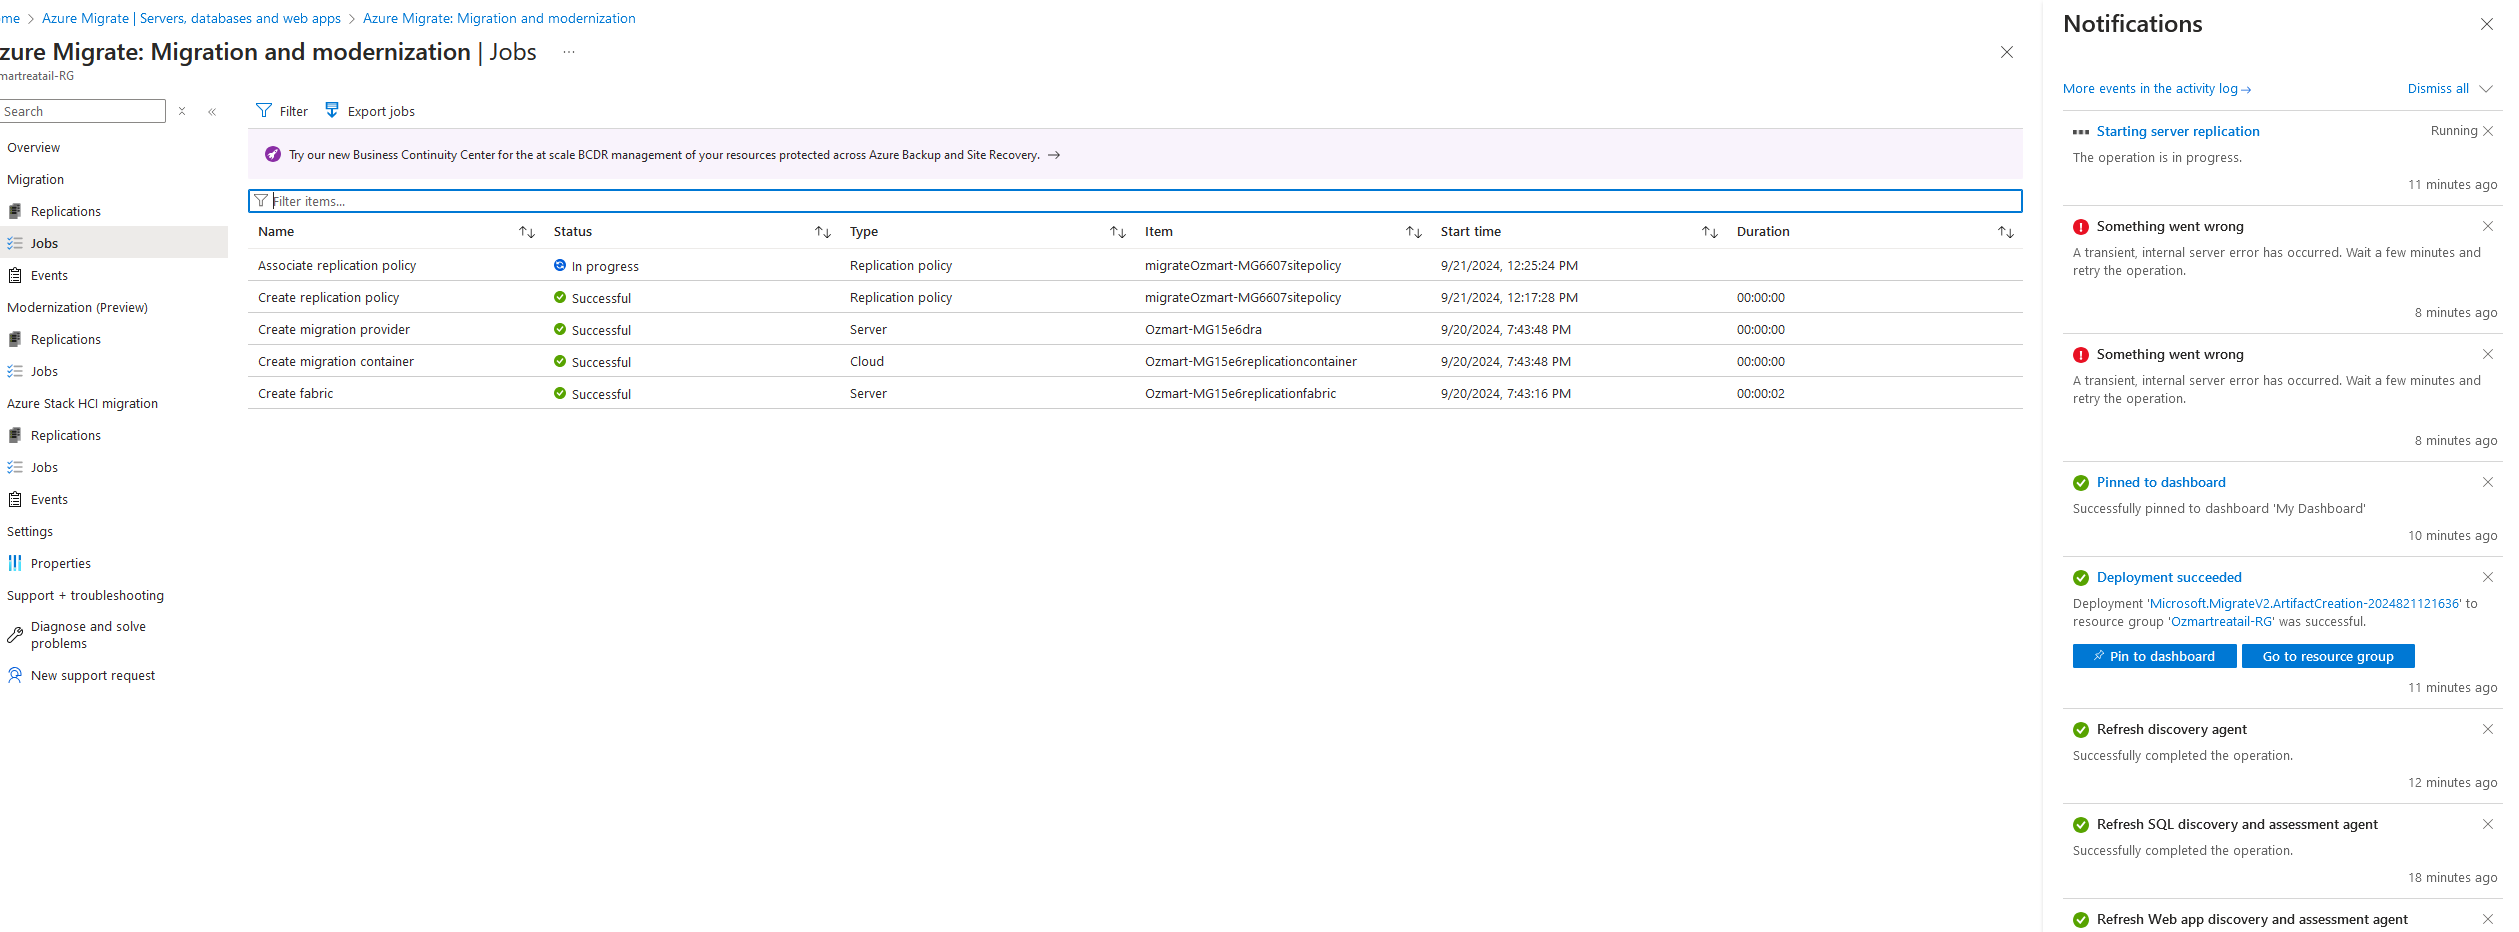 ome > Azure Migrate | Servers, databases and web apps > Azure Migrate: Migration and modernization >
zure Migrate: Migration and modernization | Jobs ...
martreatail-RG
Search
Overview
Migration
Replications
Jobs
Events
Modernization (Preview)
Replications
Jobs
Azure Stack HCI migration
Replications
Jobs
Events
Settings
Properties
Support + troubleshooting
Diagnose and solve
problems
New support request
Filter Export jobs
Try our new Business Continuity Center for the at scale BCDR management of your resources protected across Azure Backup and Site Recovery. →
Filter items...
Name Status Type Item Start time Duration
Associate replication policy In progress Replication policy migrateOzmart-MG6607sitepolicy 9/21/2024, 12:25:24 PM
Create replication policy Successful Replication policy migrateOzmart-MG6607sitepolicy 9/21/2024, 12:17:28 PM 00:00:00
Create migration provider Successful Server Ozmart-MG15e6dra 9/20/2024, 7:43:48 PM 00:00:00
Create migration container Successful Cloud Ozmart-MG15e6replicationcontainer 9/20/2024, 7:43:48 PM 00:00:00
Create fabric Successful Server Ozmart-MG15e6replicationfabric 9/20/2024, 7:43:16 PM 00:00:02
Notifications
More events in the activity log → Dismiss all
Starting server replication Running
The operation is in progress.
11 minutes ago
Something went wrong
A transient, internal server error has occurred. Wait a few minutes and
retry the operation.
8 minutes ago
Something went wrong
A transient, internal server error has occurred. Wait a few minutes and
retry the operation.
8 minutes ago
Pinned to dashboard
Successfully pinned to dashboard 'My Dashboard'
10 minutes ago
Deployment succeeded
Deployment 'Microsoft.MigrateV2.ArtifactCreation-2024821121636' to
resource group 'Ozmartreatail-RG' was successful.
Pin to dashboard Go to resource group
11 minutes ago
Refresh discovery agent
Successfully completed the operation.
12 minutes ago
Refresh SQL discovery and assessment agent
Successfully completed the operation.
18 minutes ago
Refresh Web app discovery and assessment agent